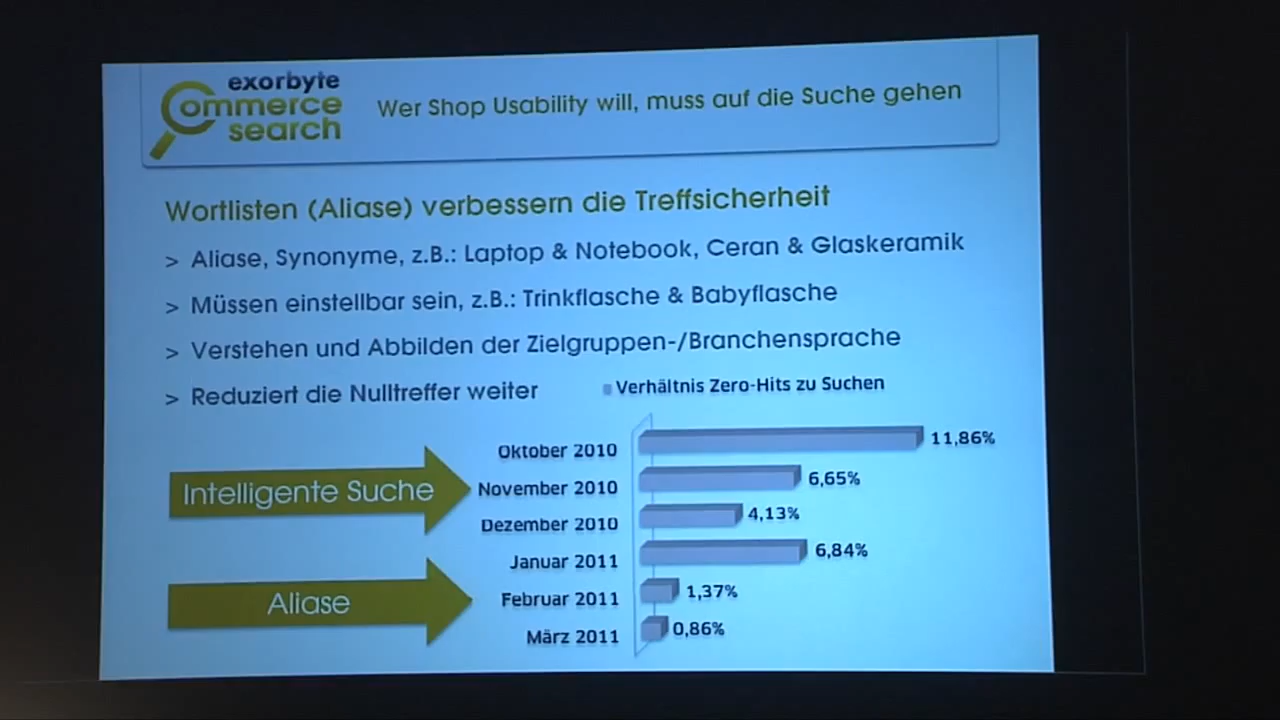 exorbyte
commerce
search
Wer Shop Usability will, muss auf die Suche gehen
Wortlisten (Aliase) verbessern die Treffsicherheit
> Aliase, Synonyme, z.B.: Laptop & Notebook, Ceran & Glaskeramik
> Müssen einstellbar sein, z.B.: Trinkflasche & Babyflasche
> Verstehen und Abbilden der Zielgruppen-/Branchensprache
> Reduziert die Nulltreffer weiter
Verhältnis Zero-Hits zu Suchen
Oktober 2010 11,86%
Intelligente Suche
November 2010 6,65%
Dezember 2010 4,13%
Januar 2011 6,84%
Aliase
Februar 2011 1,37%
März 2011 0,86%